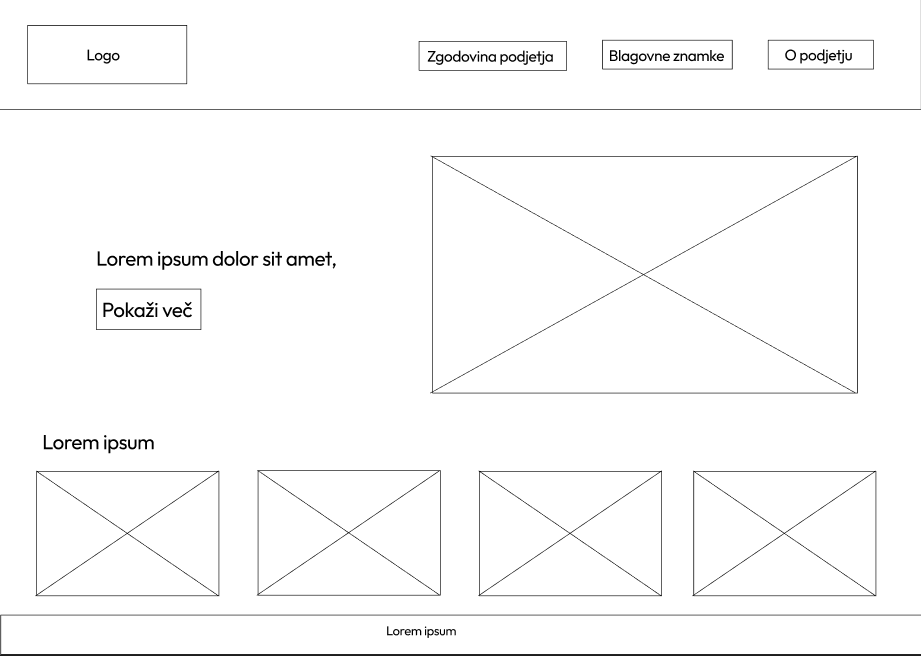 Logo
Zgodovina podjetja
Blagovne znamke
O podjetju
Lorem ipsum dolor sit amet,
Pokaži več
Lorem ipsum
Lorem ipsum